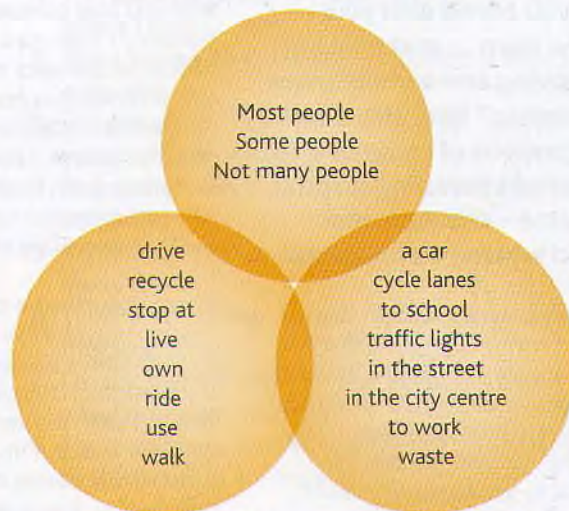 Most people
Some people
Not many people
drive
recycle
stop at
live
own
ride
use
walk
a car
cycle lanes
to school
traffic lights
in the street
in the city centre
to work
waste